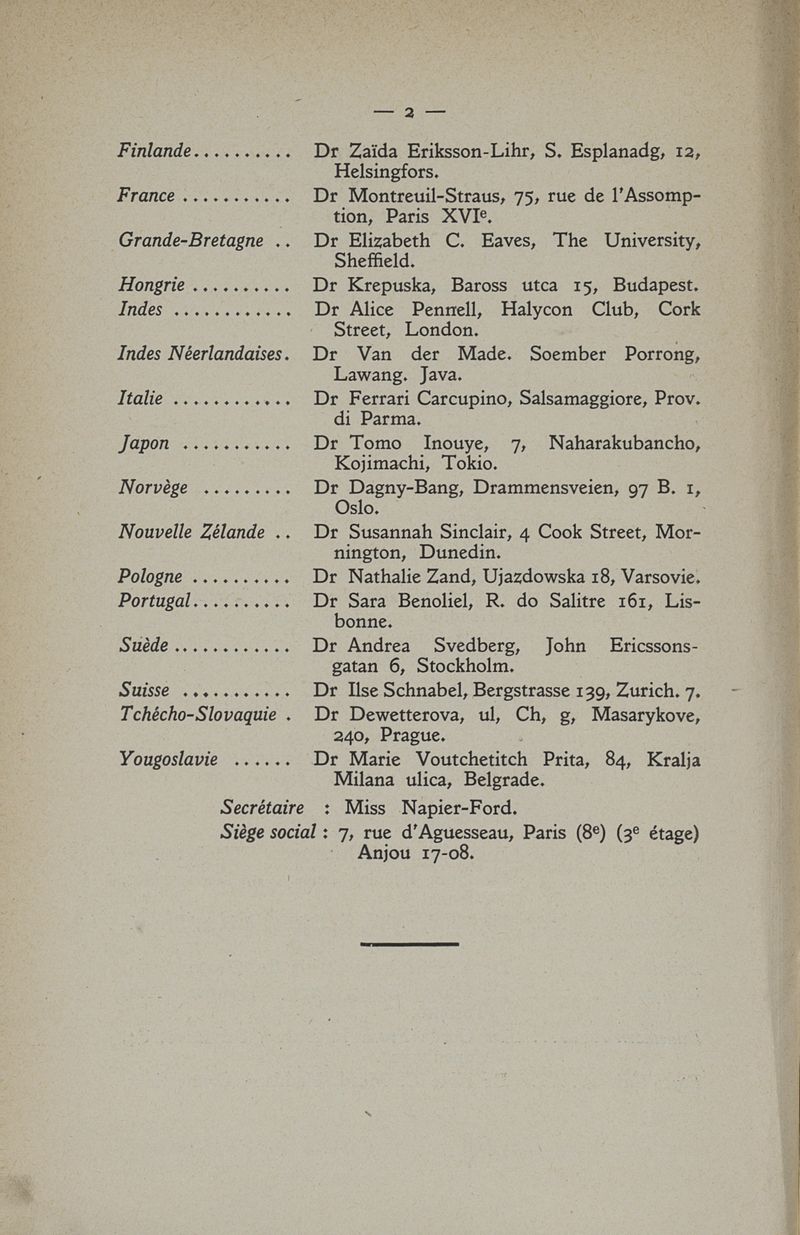 — 2 —
Finlande.......... Dr Zaïda Eriksson-Lihr, S. Esplanadg, 12,
Helsingfors.
France ........... Dr Montreuil-Straus, 75, rue de l'Assomp-
tion, Paris XVIe.
Grande-Bretagne .. Dr Elizabeth C. Eaves, The University,
Sheffield.
Hongrie .......... Dr Krepuska, Baross utca 15, Budapest.
Indes ............ Dr Alice Pennell, Halycon Club, Cork
Street, London.
Indes Néerlandaises. Dr Van der Made. Soember Porrong,
Lawang. Java.
Italie ............ Dr Ferrari Carcupino, Salsamaggiore, Prov.
di Parma.
Japon ........... Dr Tomo Inouye, 7, Naharakubancho,
Kojimachi, Tokio.
Norvège ......... Dr Dagny-Bang, Drammensveien, 97 B. 1,
Oslo.
Nouvelle Zélande .. Dr Susannah Sinclair, 4 Cook Street, Mor-
nington, Dunedin.
Pologne .......... Dr Nathalie Zand, Ujazdowska 18, Varsovie.
Portugal.......... Dr Sara Benoliel, R. do Salitre 161, Lis-
bonne.
Suède ............ Dr Andrea Svedberg, John Ericssons-
gatan 6, Stockholm.
Suisse ........... Dr Ilse Schnabel, Bergstrasse 139, Zurich. 7.
Tchécho-Slovaquie . Dr Dewetterova, ul, Ch, g, Masarykove,
240, Prague.
Yougoslavie ...... Dr Marie Voutchetitch Prita, 84, Kralja
Milana ulica, Belgrade.
Secrétaire : Miss Napier-Ford.
Siège social : 7, rue d'Aguesseau, Paris (8e) (3e étage)
Anjou 17-08.